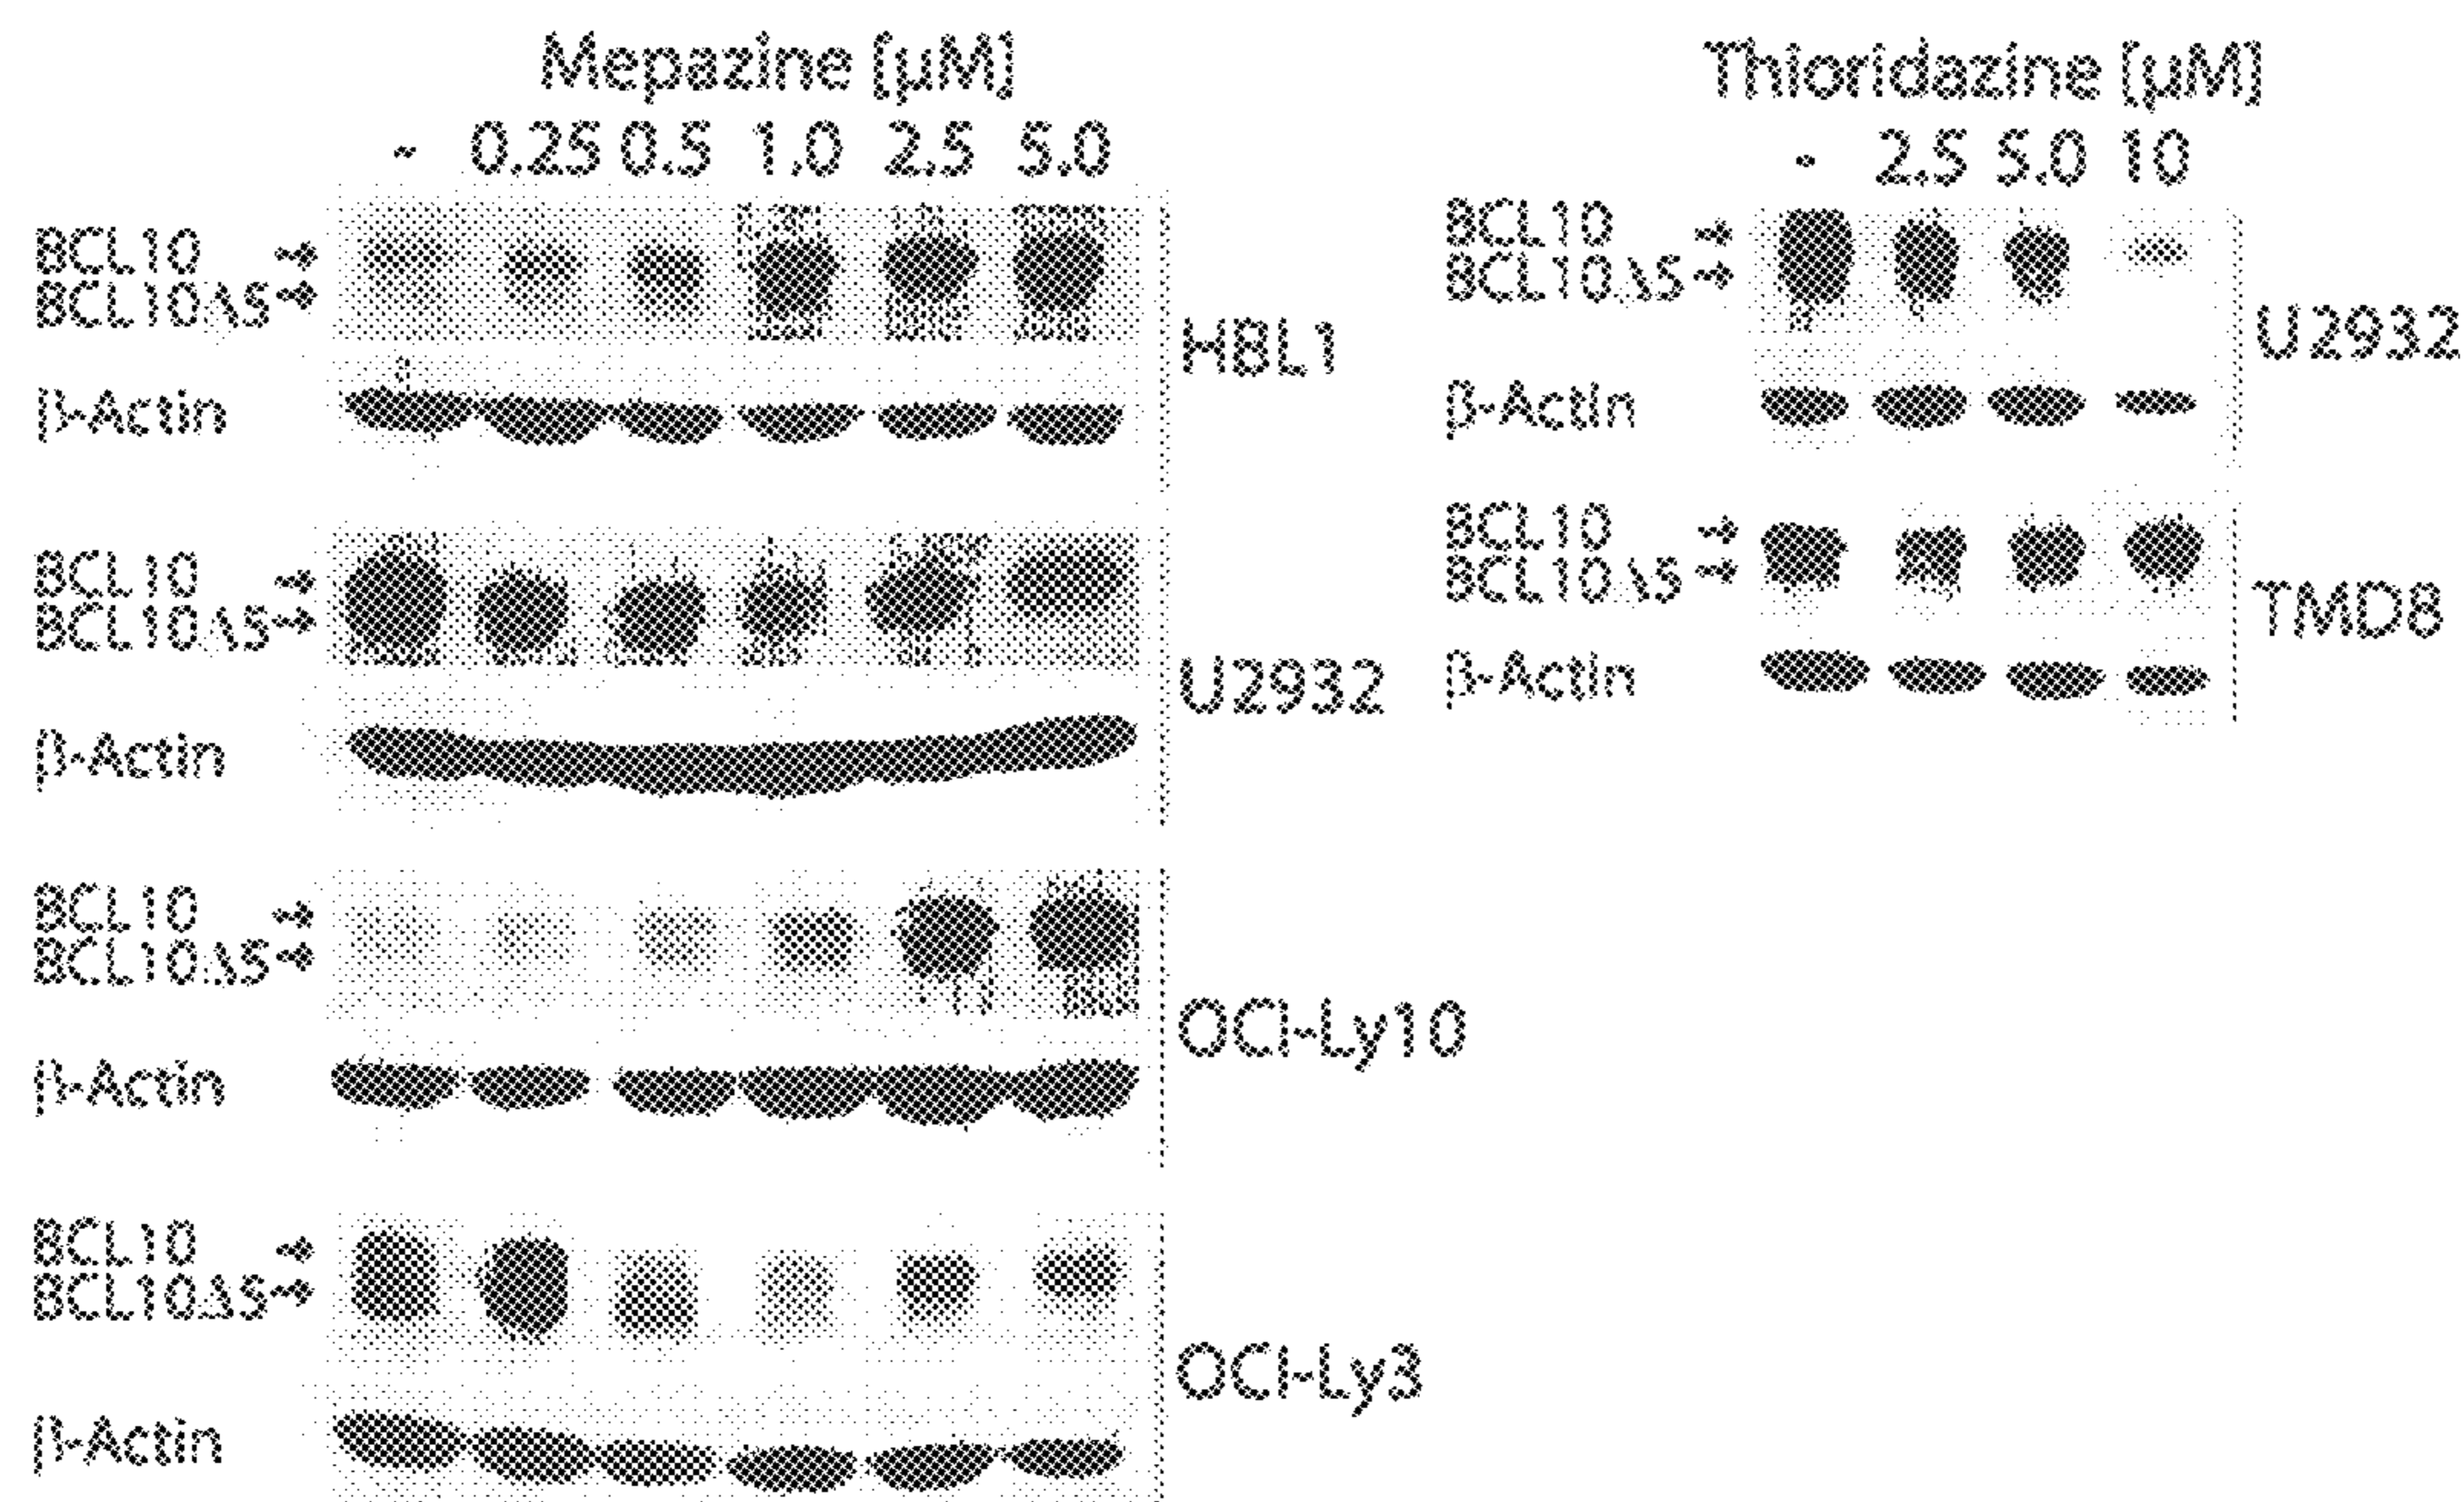 Mepazine [µM]
- 0.25 0.5 1.0 2.5 5.0
BCL10
BCL10Δ5
β-Actin
HBL1
BCL10
BCL10Δ5
β-Actin
U2932
BCL10
BCL10Δ5
β-Actin
OCI-Ly10
BCL10
BCL10Δ5
β-Actin
OCI-Ly3
Thioridazine [µM]
- 2.5 5.0 10
BCL10
BCL10Δ5
β-Actin
U2932
BCL10
BCL10Δ5
β-Actin
TMD8